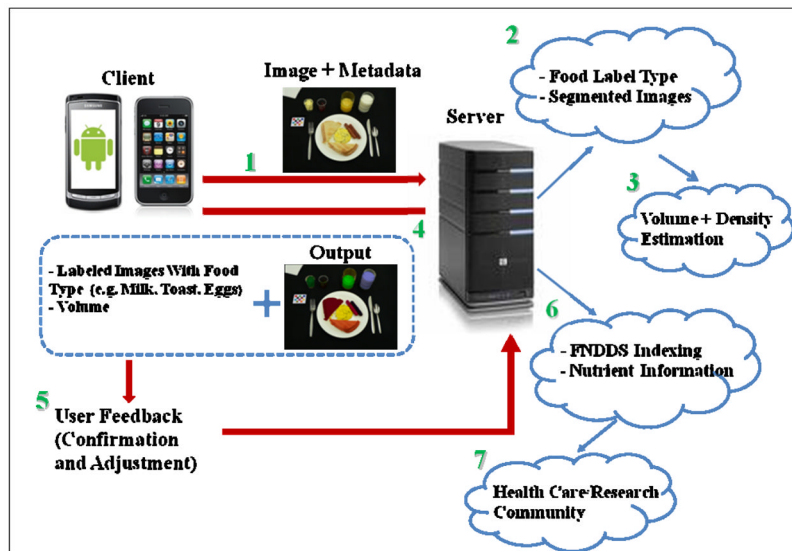 2
Client
Image + Metadata
- Food Label Type
- Segmented Images
Server
SAMSUNG
1
3
Volume + Density
Estimation
4
Output
- Labeled Images With Food
Type (e.g. Milk. Toast. Eggs)
- Volume
+
6
- FNDDS Indexing
- Nutrient Information
5
User Feedback
(Confirmation
and Adjustment)
7
Health Care/Research
Community